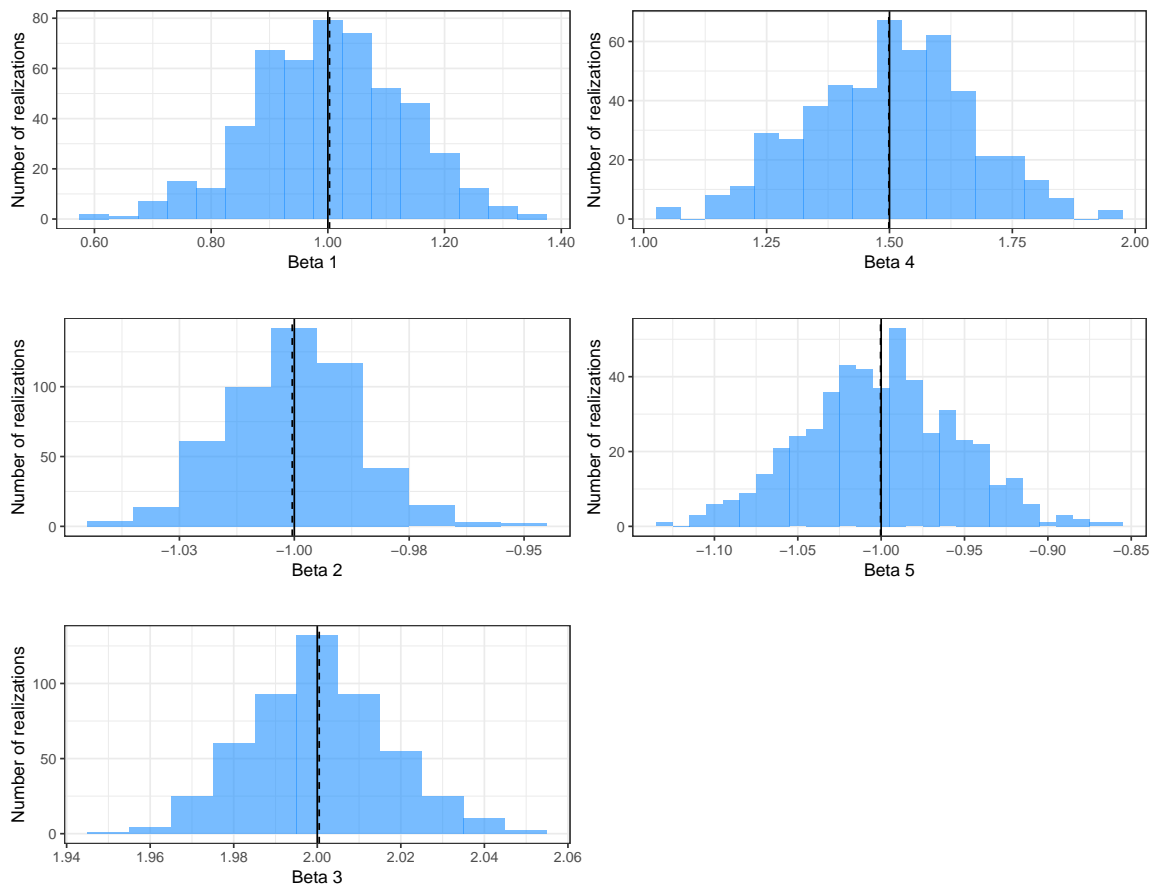 Number of realizations
80
60
40
20
0
0.60 0.80 1.00 1.20 1.40
Beta 1
Number of realizations
60
40
20
0
1.00 1.25 1.50 1.75 2.00
Beta 4
Number of realizations
100
50
0
−1.03 −1.00 −0.98 −0.95
Beta 2
Number of realizations
40
20
0
−1.10 −1.05 −1.00 −0.95 −0.90 −0.85
Beta 5
Number of realizations
100
50
0
1.94 1.96 1.98 2.00 2.02 2.04 2.06
Beta 3